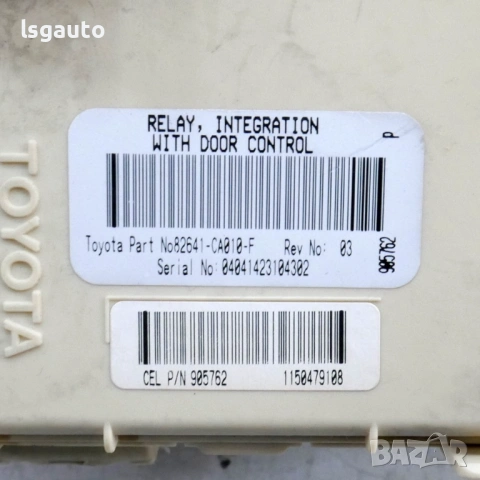 lsgauto
TOYOTA
RELAY, INTEGRATION
WITH DOOR CONTROL
P
Toyota Part No82641-CA010-F Rev No: 03
Serial No: 04041423104302
905762
CEL P/N 905762 1150479108
BAZAR